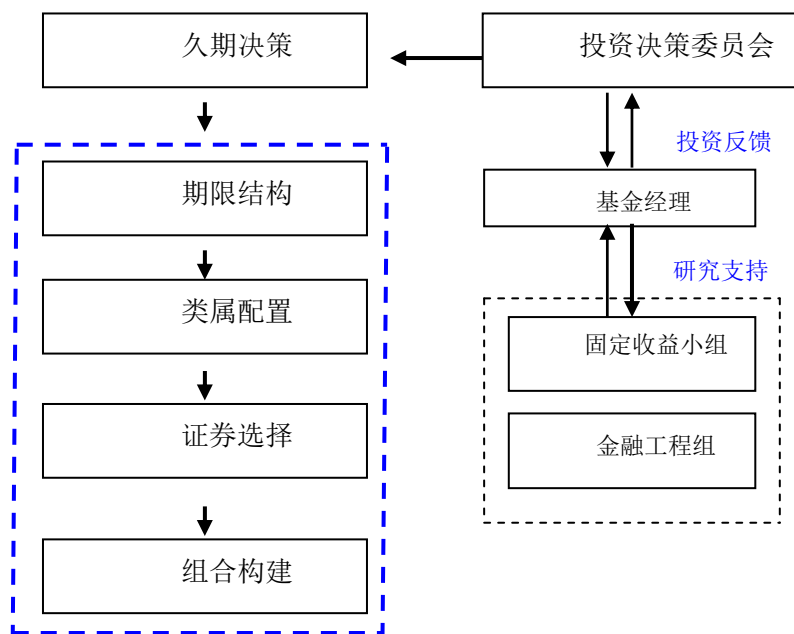 久期决策
投资决策委员会
投资反馈
期限结构
基金经理
研究支持
类属配置
固定收益小组
证券选择
金融工程组
组合构建